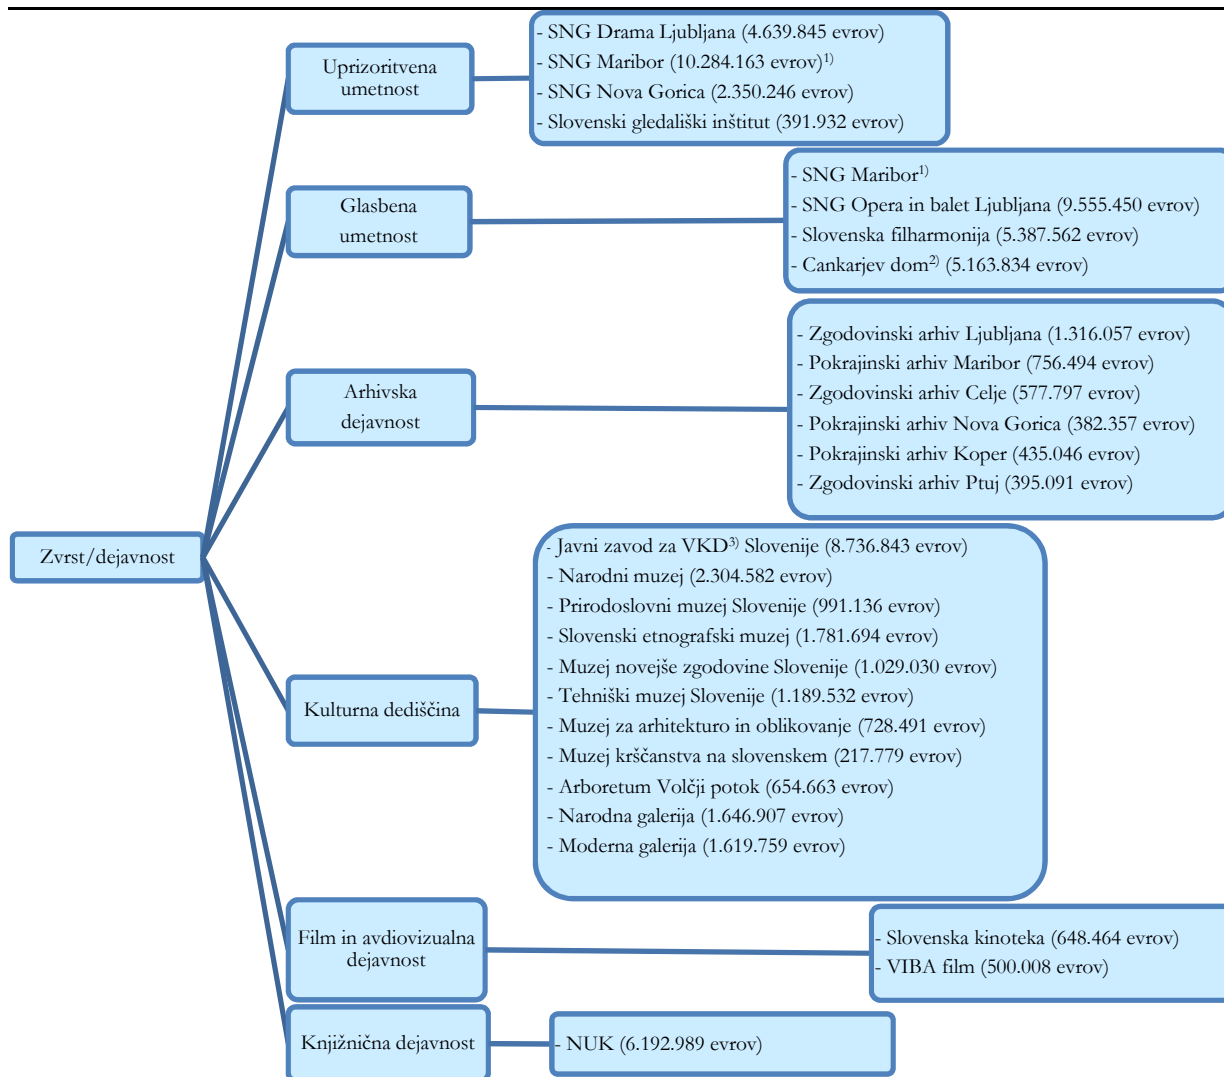 Zvrst/dejavnost
Uprizoritvena
umetnost
- SNG Drama Ljubljana (4.639.845 evrov)
- SNG Maribor (10.284.163 evrov)1)
- SNG Nova Gorica (2.350.246 evrov)
- Slovenski gledališki inštitut (391.932 evrov)
Glasbena
umetnost
- SNG Maribor1)
- SNG Opera in balet Ljubljana (9.555.450 evrov)
- Slovenska filharmonija (5.387.562 evrov)
- Cankarjev dom2) (5.163.834 evrov)
Arhivska
dejavnost
- Zgodovinski arhiv Ljubljana (1.316.057 evrov)
- Pokrajinski arhiv Maribor (756.494 evrov)
- Zgodovinski arhiv Celje (577.797 evrov)
- Pokrajinski arhiv Nova Gorica (382.357 evrov)
- Pokrajinski arhiv Koper (435.046 evrov)
- Zgodovinski arhiv Ptuj (395.091 evrov)
Kulturna dediščina
- Javni zavod za VKD3) Slovenije (8.736.843 evrov)
- Narodni muzej (2.304.582 evrov)
- Prirodoslovni muzej Slovenije (991.136 evrov)
- Slovenski etnografski muzej (1.781.694 evrov)
- Muzej novejše zgodovine Slovenije (1.029.030 evrov)
- Tehniški muzej Slovenije (1.189.532 evrov)
- Muzej za arhitekturo in oblikovanje (728.491 evrov)
- Muzej krščanstva na slovenskem (217.779 evrov)
- Arboretum Volčji potok (654.663 evrov)
- Narodna galerija (1.646.907 evrov)
- Moderna galerija (1.619.759 evrov)
Film in avdiovizualna
dejavnost
- Slovenska kinoteka (648.464 evrov)
- VIBA film (500.008 evrov)
Knjižnična dejavnost
- NUK (6.192.989 evrov)